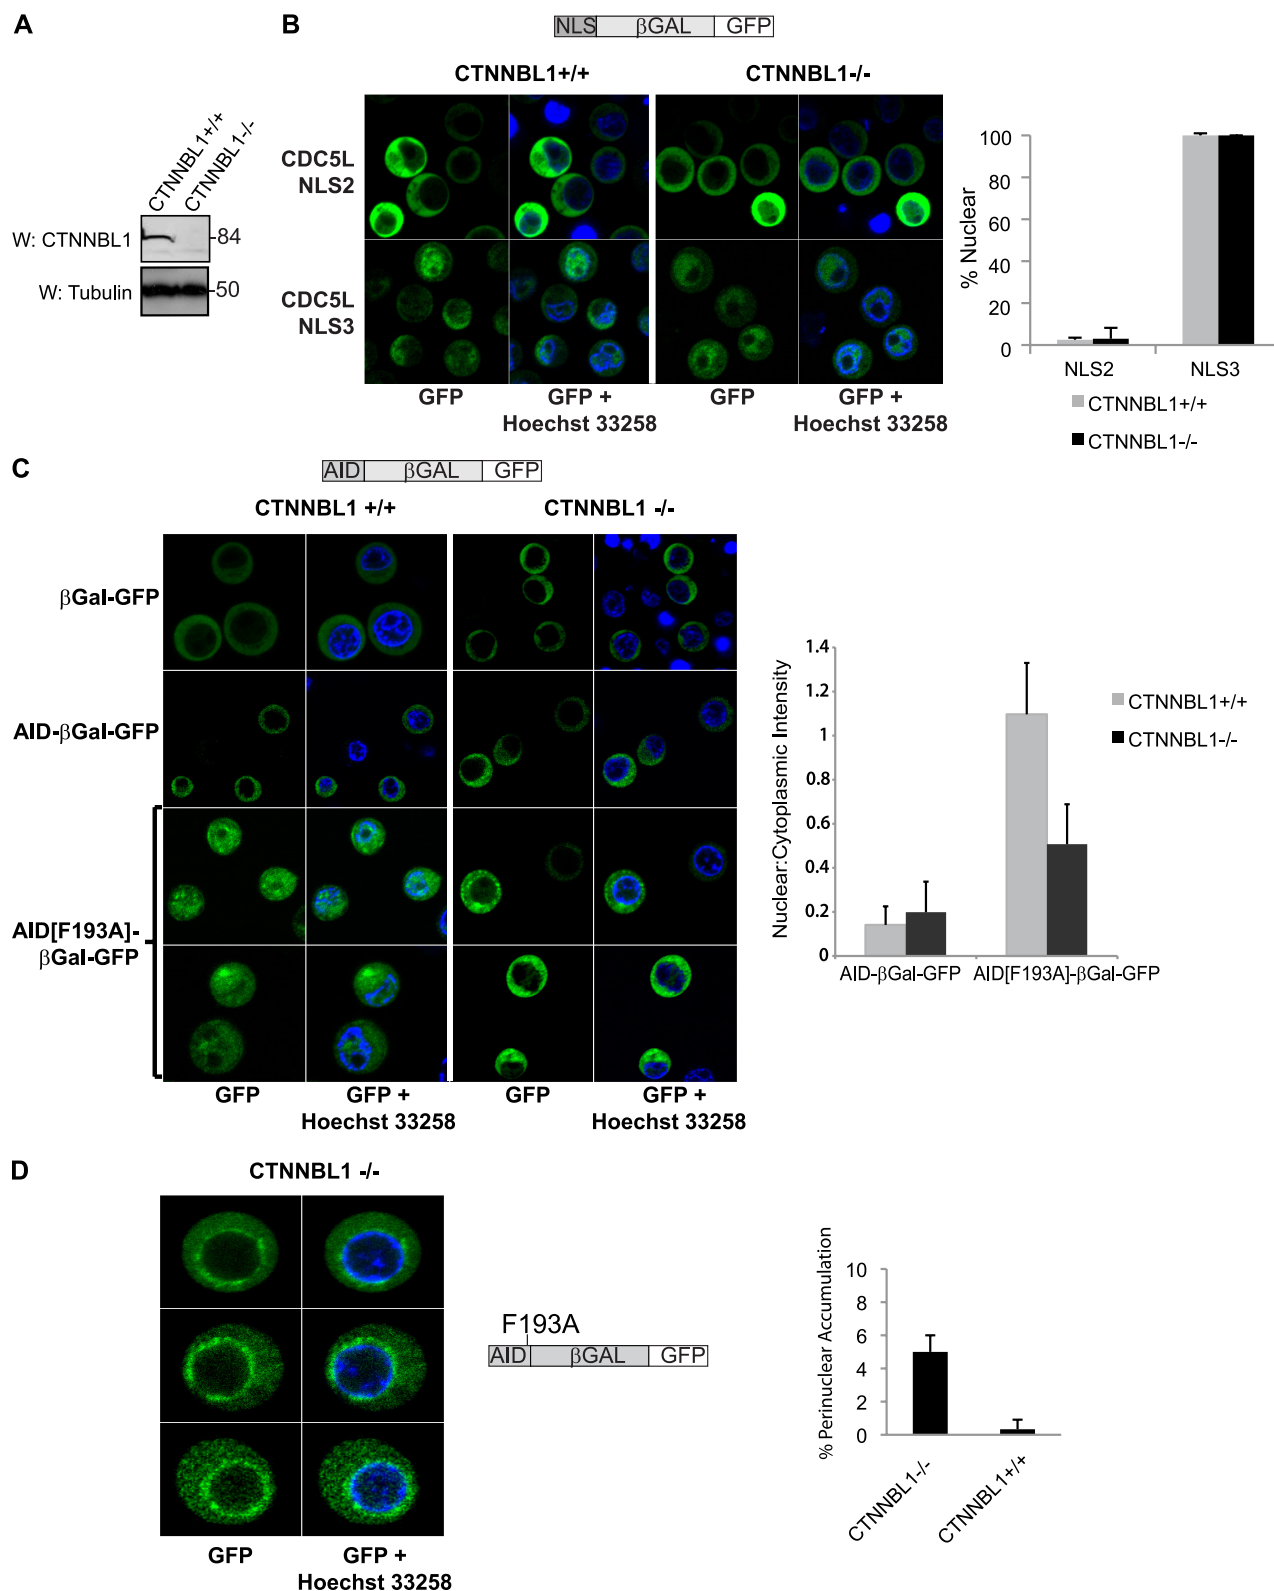 A
CTNNBL1+/+
CTNNBL1-/-
W: CTNNBL1
-84
W: Tubulin
-50
B
NLS βGAL GFP
CTNNBL1+/+ CTNNBL1-/-
CDC5L
NLS2
CDC5L
NLS3
GFP
GFP +
Hoechst 33258
GFP
GFP +
Hoechst 33258
% Nuclear
100
80
60
40
20
0
NLS2 NLS3
CTNNBL1+/+
CTNNBL1-/-
C
AID βGAL GFP
CTNNBL1 +/+ CTNNBL1 -/-
βGal-GFP
AID-βGal-GFP
AID[F193A]-
βGal-GFP
GFP
GFP +
Hoechst 33258
GFP
GFP +
Hoechst 33258
Nuclear:Cytoplasmic Intensity
1.4
1.2
1
0.8
0.6
0.4
0.2
0
AID-βGal-GFP AID[F193A]-βGal-GFP
CTNNBL1+/+
CTNNBL1-/-
D
CTNNBL1 -/-
GFP
GFP +
Hoechst 33258
F193A
AID βGAL GFP
% Perinuclear Accumulation
10
8
6
4
2
0
CTNNBL1-/-
CTNNBL1+/+